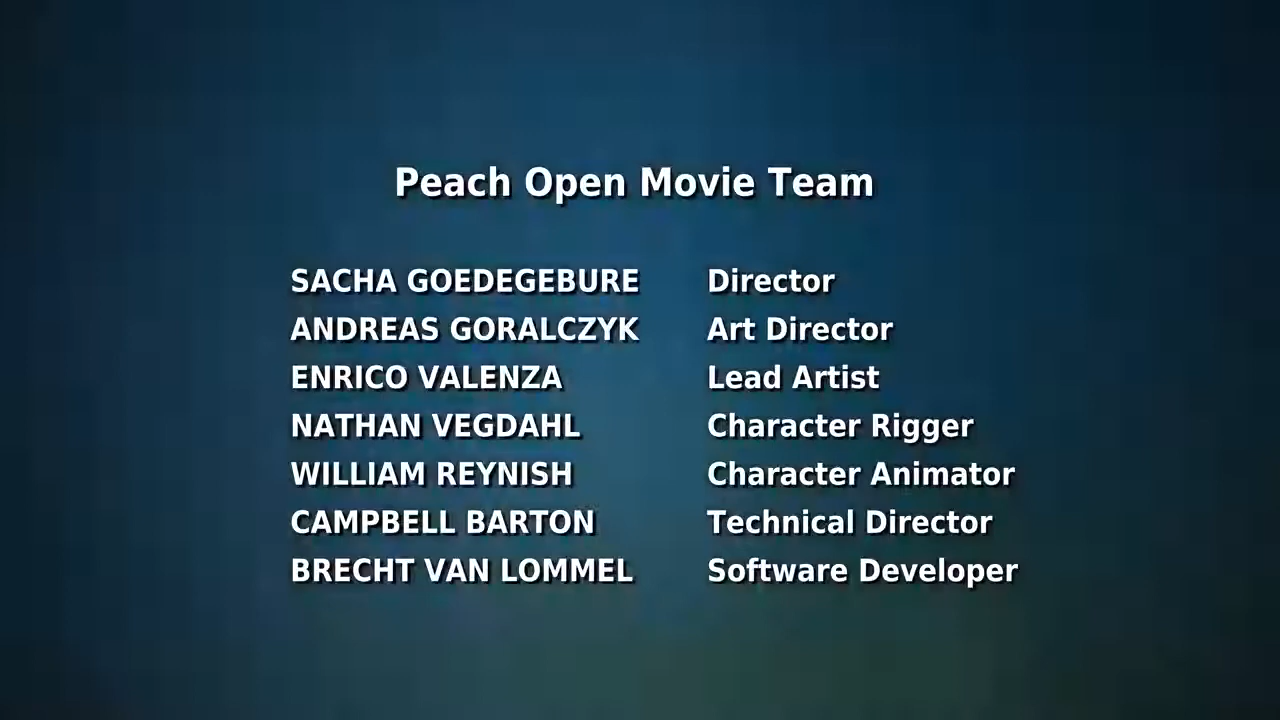 Peach Open Movie Team
SACHA GOEDEGEBURE Director
ANDREAS GORALCZYK Art Director
ENRICO VALENZA Lead Artist
NATHAN VEGDAHL Character Rigger
WILLIAM REYNISH Character Animator
CAMPBELL BARTON Technical Director
BRECHT VAN LOMMEL Software Developer